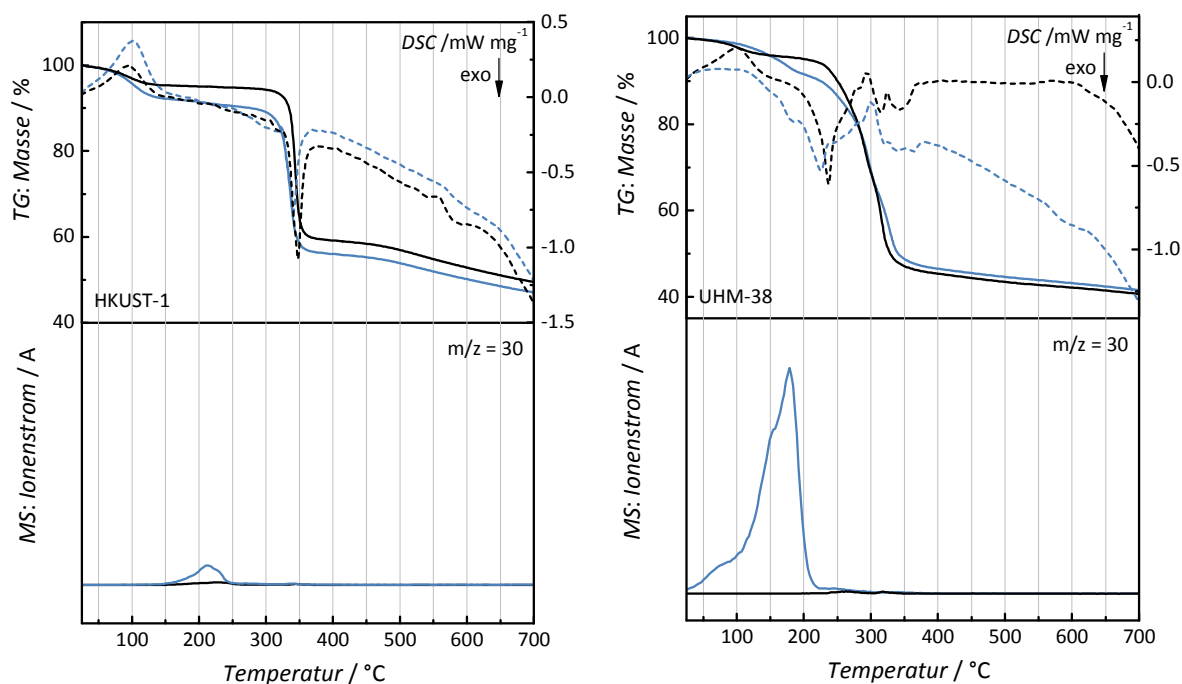 0.5
DSC /mW mg-1
exo
100
80
60
40
TG: Masse / %
0.0
-0.5
-1.0
-1.5
HKUST-1
m/z = 30
MS: Ionenstrom / A
100 200 300 400 500 600 700
Temperatur / °C
DSC /mW mg-1
exo
100
80
60
40
TG: Masse / %
0.0
-0.5
-1.0
UHM-38
m/z = 30
MS: Ionenstrom / A
100 200 300 400 500 600 700
Temperatur / °C